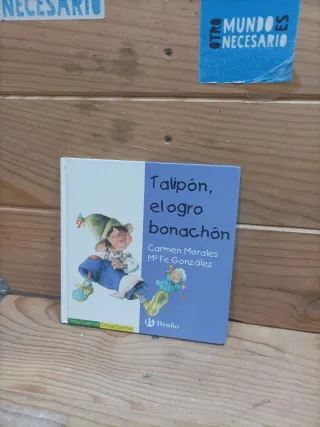 NECESARIO
OTRO
MUNDO
ES
NECESARIO
Talipón,
el ogro
bonachón
Carmen Morales
Mª Fe González
Bruño